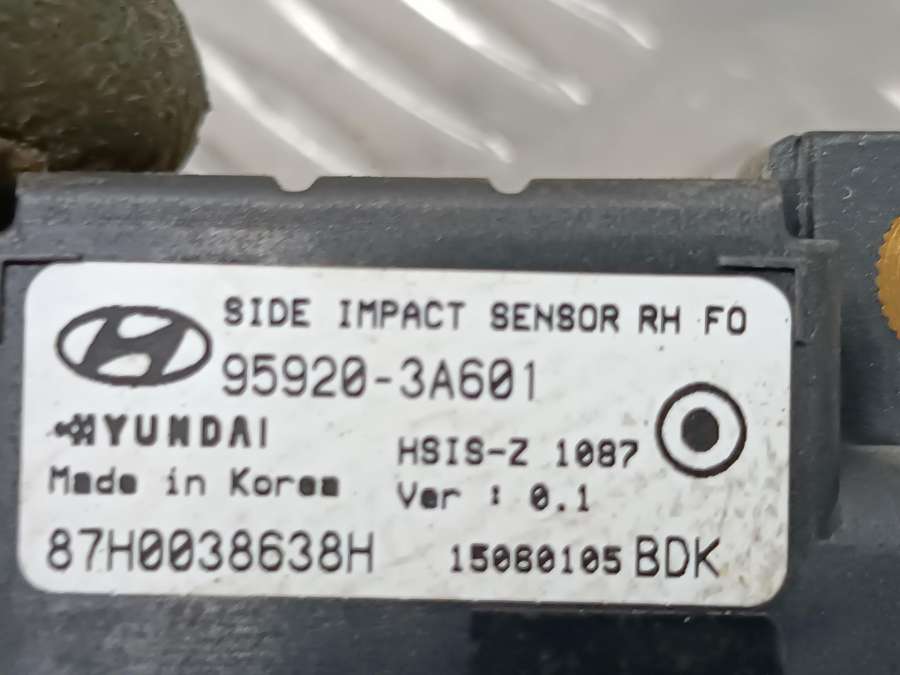 SIDE IMPACT SENSOR RH FO
95920-3A601
HYUNDAI
HSIS-Z 1087
Made in Korea
Ver : 0.1
87H0038638H
15080105 BDK